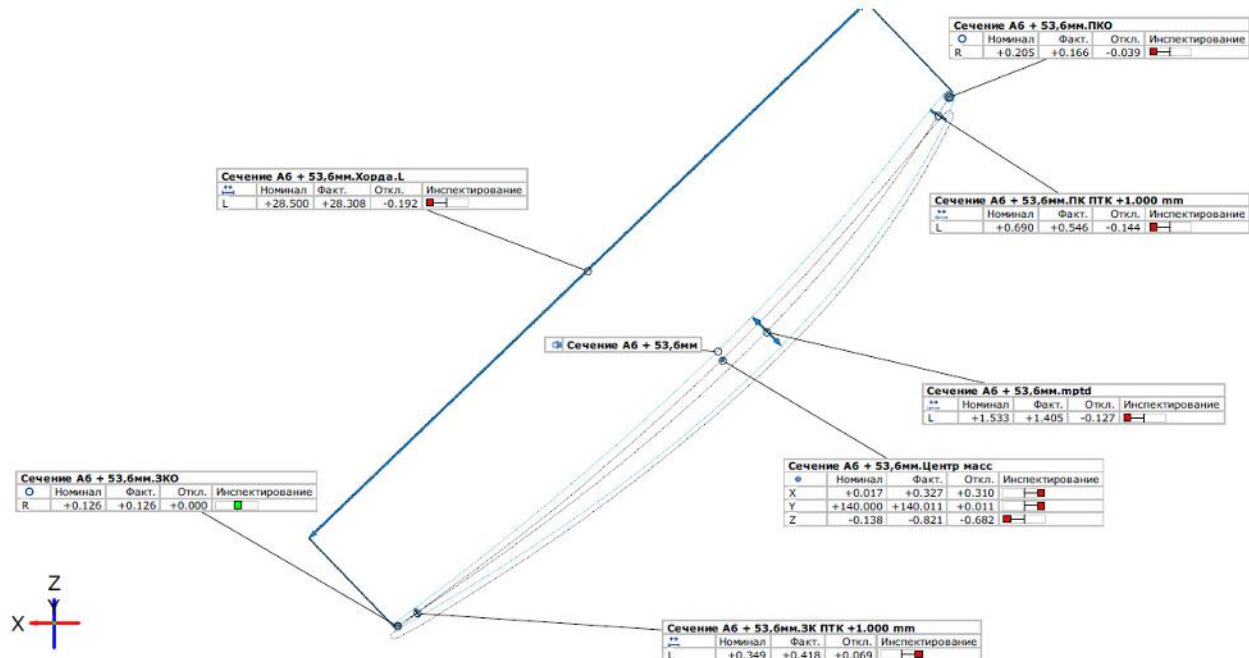 Сечение А6 + 53,6мм.ПКО
Номинал Факт. Откл. Инспектирование
R +0.205 +0.166 -0.039
Сечение А6 + 53,6мм.Хорда.L
Номинал Факт. Откл. Инспектирование
L +28.500 +28.308 -0.192
Сечение А6 + 53,6мм.ПК ПТК +1.000 mm
Номинал Факт. Откл. Инспектирование
L +0.690 +0.546 -0.144
Сечение А6 + 53,6мм
Сечение А6 + 53,6мм.mptd
Номинал Факт. Откл. Инспектирование
L +1.533 +1.405 -0.127
Сечение А6 + 53,6мм.Центр масс
Номинал Факт. Откл. Инспектирование
X +0.017 +0.327 +0.310
Y +140.000 +140.011 +0.011
Z -0.138 -0.821 -0.682
Сечение А6 + 53,6мм.ЗКО
Номинал Факт. Откл. Инспектирование
R +0.126 +0.126 +0.000
Z
X
Y
Сечение А6 + 53,6мм.ЗК ПТК +1.000 mm
Номинал Факт. Откл. Инспектирование
L +0.349 +0.418 +0.069